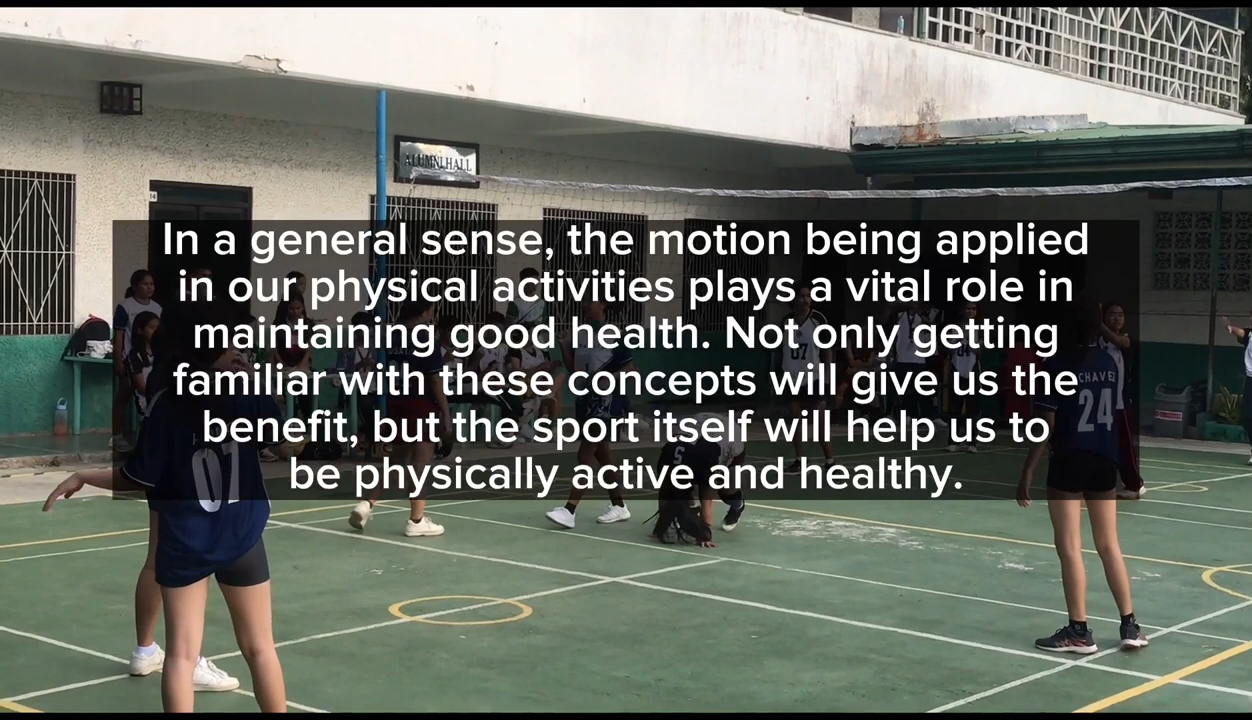 14
ALUMNI HALL
In a general sense, the motion being applied
in our physical activities plays a vital role in
maintaining good health. Not only getting
familiar with these concepts will give us the
benefit, but the sport itself will help us to
be physically active and healthy.
07
CHAVEZ
24
07